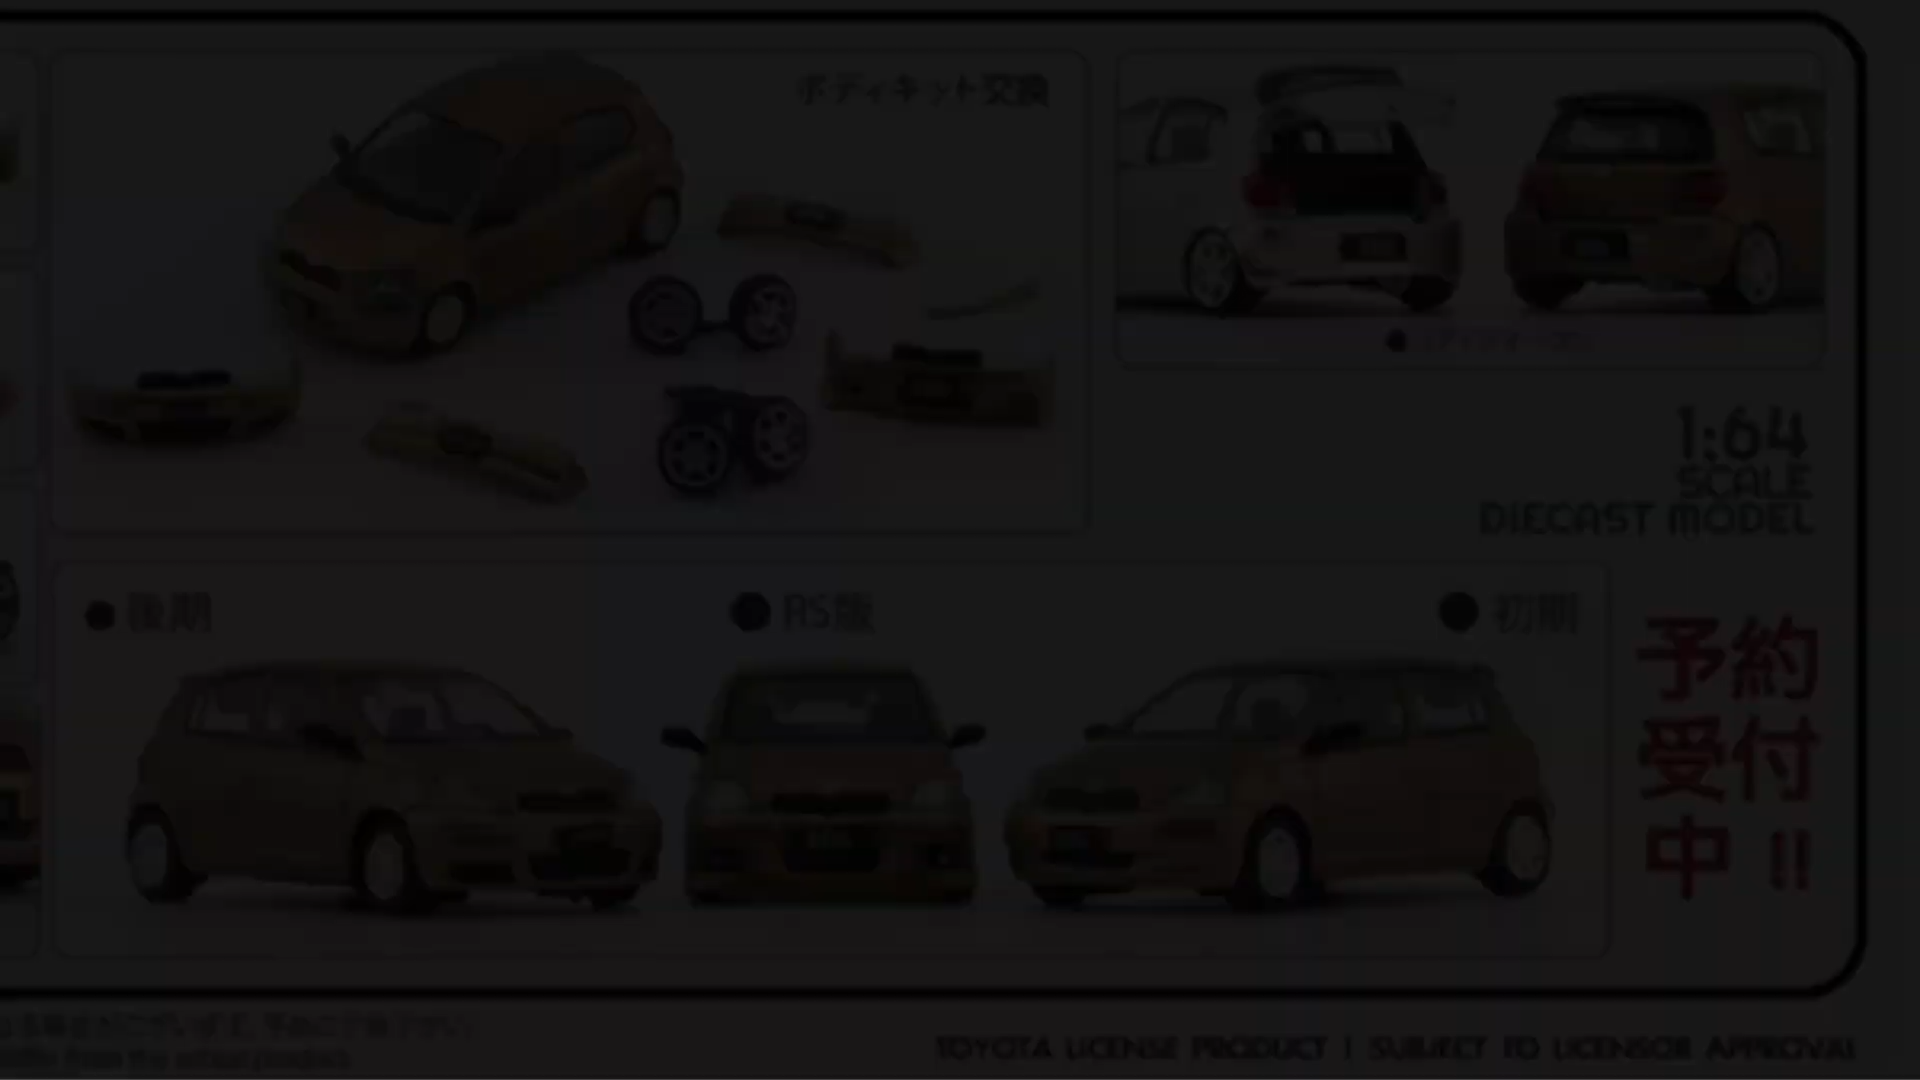 ボディキット交換
1:64
SCALE
DIECAST MODEL
後期
RS版
初期
予約
受付
中 !!
TOYOTA LICENSE PRODUCT | SUBJECT TO LICENSOR APPROVAL